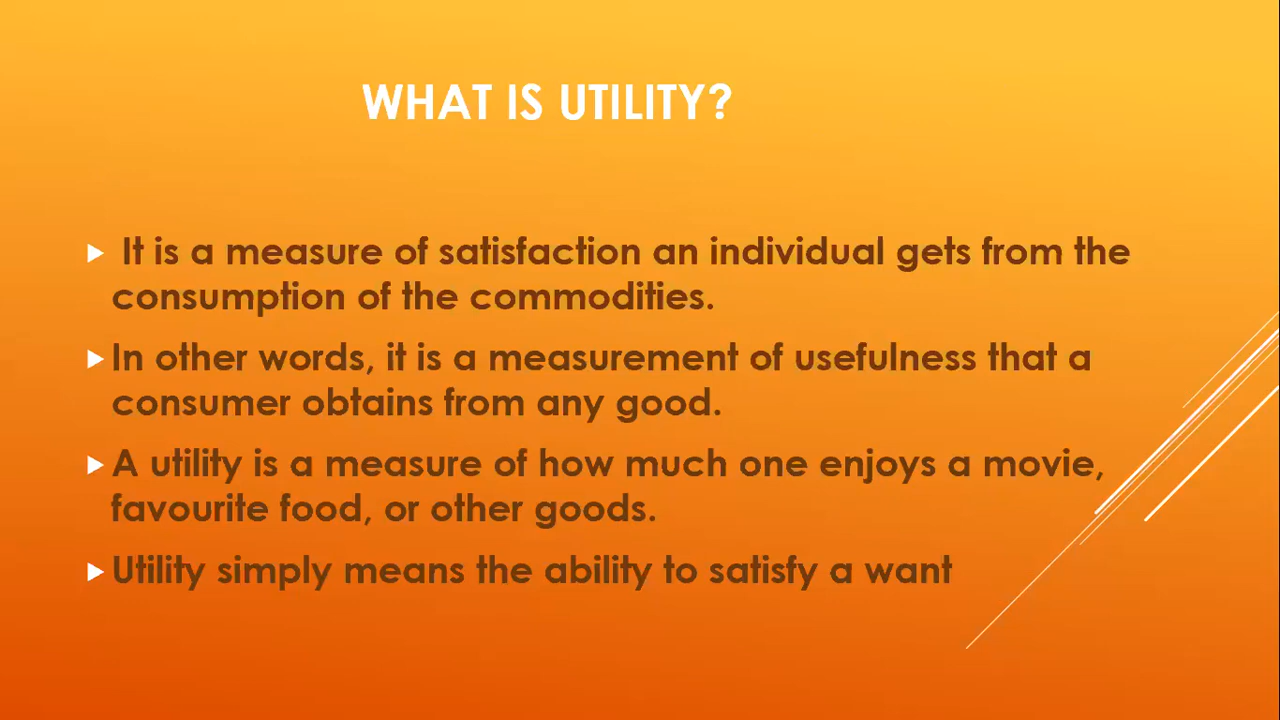 WHAT IS UTILITY?
It is a measure of satisfaction an individual gets from the
consumption of the commodities.
In other words, it is a measurement of usefulness that a
consumer obtains from any good.
A utility is a measure of how much one enjoys a movie,
favourite food, or other goods.
Utility simply means the ability to satisfy a want